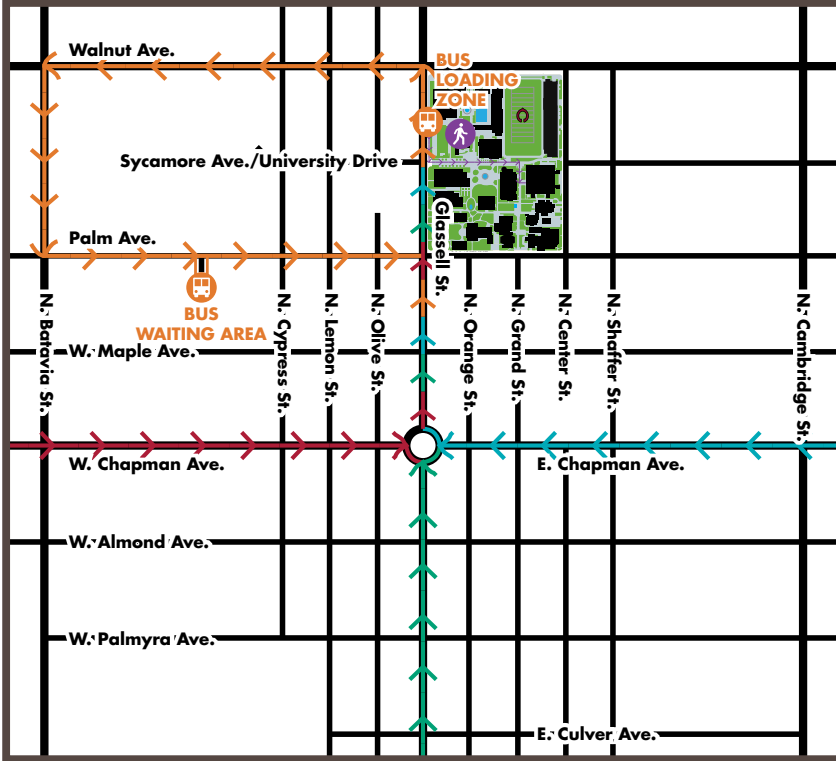 Walnut Ave.
BUS
LOADING
ZONE
Sycamore Ave./University Drive
Glassell St.
Palm Ave.
BUS
WAITING AREA
N. Batavia St.
N. Cypress St.
N. Lemon St.
N. Olive St.
N. Orange St.
N. Grand St.
N. Center St.
N. Shaffer St.
N. Cambridge St.
W. Maple Ave.
W. Chapman Ave.
E. Chapman Ave.
W. Almond Ave.
W. Palmyra Ave.
E. Culver Ave.